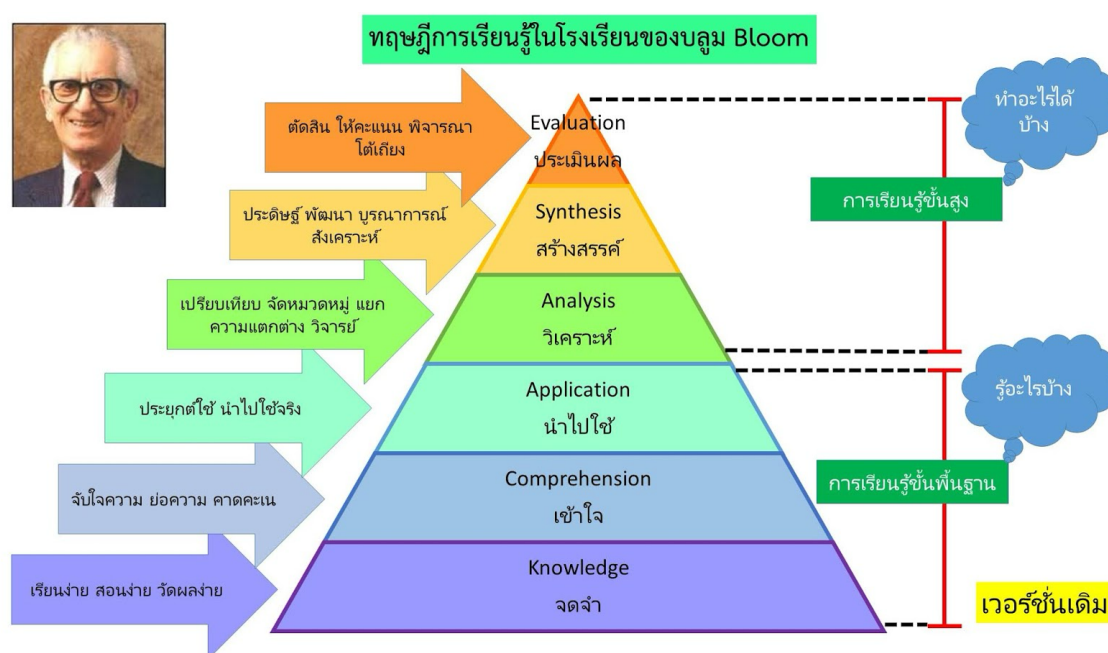 ทฤษฎีการเรียนรู้ในโรงเรียนของบลูม Bloom
ตัดสิน ให้คะแนน พิจารณา
โต้เถียง
Evaluation
ประเมินผล
ทำอะไรได้
บ้าง
ประดิษฐ์ พัฒนา บูรณาการณ์
สังเคราะห์
Synthesis
สร้างสรรค์
การเรียนรู้ขั้นสูง
เปรียบเทียบ จัดหมวดหมู่ แยก
ความแตกต่าง วิจารย์
Analysis
วิเคราะห์
ประยุกต์ใช้ นำไปใช้จริง
Application
นำไปใช้
รู้อะไรบ้าง
จับใจความ ย่อความ คาดคะเน
Comprehension
เข้าใจ
การเรียนรู้ขั้นพื้นฐาน
เรียนง่าย สอนง่าย วัดผลง่าย
Knowledge
จดจำ
เวอร์ชั่นเดิม